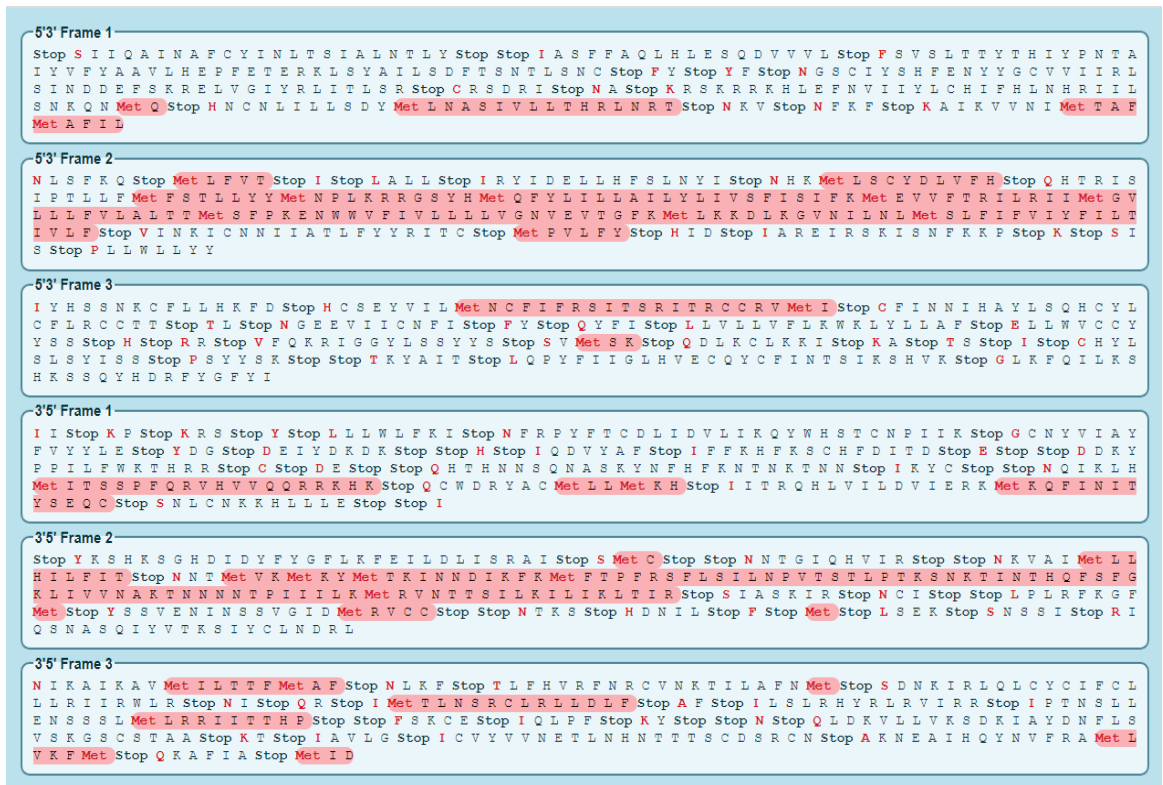 5'3' Frame 1
Stop S I I Q A I N A F C Y I N L T S I A L N T L Y Stop Stop I A S F F A Q L H L E S Q D V V V L Stop F S V S L T T Y T H I Y P N T A
I Y V F Y A A V L H E P F E T E R K L S Y A I L S D F T S N T L S N C Stop F Y Stop Y F Stop N G S C I Y S H F E N Y Y G C V V I I R L
S I N D D E F S K R E L V G I Y R L I T L S R Stop C R S D R I Stop N A Stop K R S K R R K H L E F N V I I Y L C H I F H L N H R I I L
S N K Q N Met Q Stop H N C N L I L L S D Y Met L N A S I V L L T H R L N R T Stop N K V Stop N F K F Stop K A I K V V N I Met T A F
Met A F I L
5'3' Frame 2
N L S F K Q Stop Met L F V T Stop I Stop L A L L Stop I R Y I D E L L H F S L N Y I Stop N H K Met L S C Y D L V F H Stop Q H T R I S
I P T L L F Met F S T L L Y Y Met N P L K R R G S Y H Met Q F Y L I L L A I L Y L I V S F I S I F K Met E V V F T R I L R I I Met G V
L L L F V L A L T T Met S F P K E N W W V F I V L L L L V G N V E V T G F K Met L K K D L K G V N I L N L Met S L F I F V I Y F I L T
I V L F Stop V I N K I C N N I I A T L F Y Y R I T C Stop Met P V L F Y Stop H I D Stop I A R E I R S K I S N F K K P Stop K Stop S I
S Stop P L L W L L Y Y
5'3' Frame 3
I Y H S S N K C F L L H K F D Stop H C S E Y V I L Met N C F I F R S I T S R I T R C C R V Met I Stop C F I N N I H A Y L S Q H C Y L
C F L R C C T T Stop T L Stop N G E E V I I C N F I Stop F Y Stop Q Y F I Stop L L V L L V F L K W K L Y L L A F Stop E L L W V C C Y
Y S S Stop H Stop R R Stop V F Q K R I G G Y L S S Y Y S Stop S V Met S K Stop Q D L K C L K K I Stop K A Stop T S Stop I Stop C H Y L
S L S Y I S S Stop P S Y Y S K Stop Stop T K Y A I T Stop L Q P Y F I I G L H V E C Q Y C F I N T S I K S H V K Stop G L K F Q I L K S
H K S S Q Y H D R F Y G F Y I
3'5' Frame 1
I I Stop K P Stop K R S Stop Y Stop L L L W L F K I Stop N F R P Y F T C D L I D V L I K Q Y W H S T C N P I I K Stop G C N Y V I A Y
F V Y Y L E Stop Y D G Stop D E I Y D K D K Stop Stop H Stop I Q D V Y A F Stop I F F K H F K S C H F D I T D Stop E Stop Stop D D K Y
P P I L F W K T H R R Stop C Stop D E Stop Stop Q H T H N N S Q N A S K Y N F H F K N T N K T N N Stop I K Y C Stop Stop N Q I K L H
Met I T S S P F Q R V H V V Q Q R R K H K Stop Q C W D R Y A C Met L L Met K H Stop I I T R Q H L V I L D V I E R K Met K Q F I N I T
Y S E Q C Stop S N L C N K K H L L L E Stop Stop I
3'5' Frame 2
Stop Y K S H K S G H D I D Y F Y G F L K F E I L D L I S R A I Stop S Met C Stop Stop N N T G I Q H V I R Stop Stop N K V A I Met L L
H I L F I T Stop N N T Met V K Met K Y Met T K I N N D I K F K Met F T P F R S F L S I L N P V T S T L P T K S N K T I N T H Q F S F G
K L I V V N A K T N N N N T P I I I L K Met R V N T T S I L K I L I K L T I R Stop S I A S K I R Stop N C I Stop Stop L P L R F K G F
Met Stop Y S S V E N I N S S V G I D Met R V C C Stop Stop N T K S Stop H D N I L Stop F Stop Met Stop L S E K Stop S N S S I Stop R I
Q S N A S Q I Y V T K S I Y C L N D R L
3'5' Frame 3
N I K A I K A V Met I L T T F Met A F Stop N L K F Stop T L F H V R F N R C V N K T I L A F N Met Stop S D N K I R L Q L C Y C I F C L
L L R I I R W L R Stop N I Stop Q R Stop I Met T L N S R C L R L L D L F Stop A F Stop I L S L R H Y R L R V I R R Stop I P T N S L L
E N S S S L Met L R R I I T T H P Stop Stop F S K C E Stop I Q L P F Stop K Y Stop Stop N Stop Q L D K V L L V K S D K I A Y D N F L S
V S K G S C S T A A Stop K T Stop I A V L G Stop I C V Y V V N E T L N H N T T T S C D S R C N Stop A K N E A I H Q Y N V F R A Met L
V K F Met Stop Q K A F I A Stop Met I D